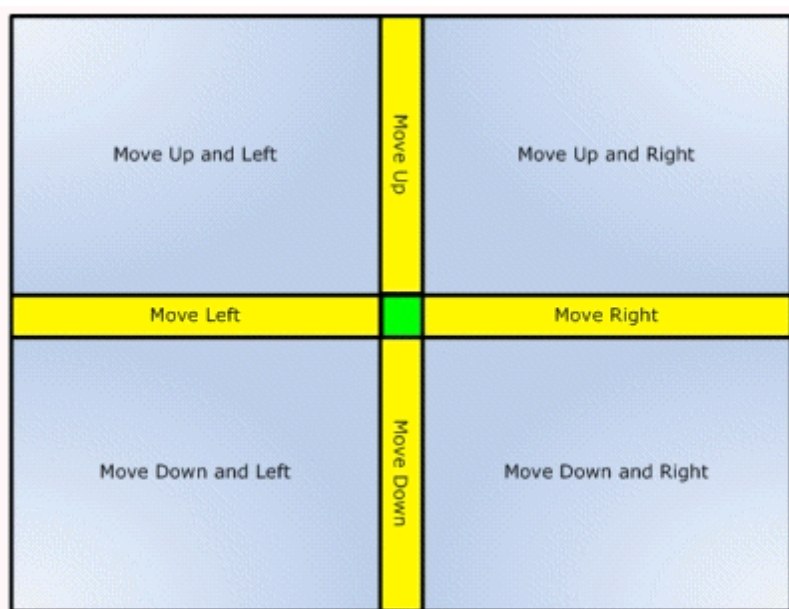 Move Up and Left
Move Up
Move Up and Right
Move Left
Move Right
Move Down and Left
Move Down
Move Down and Right